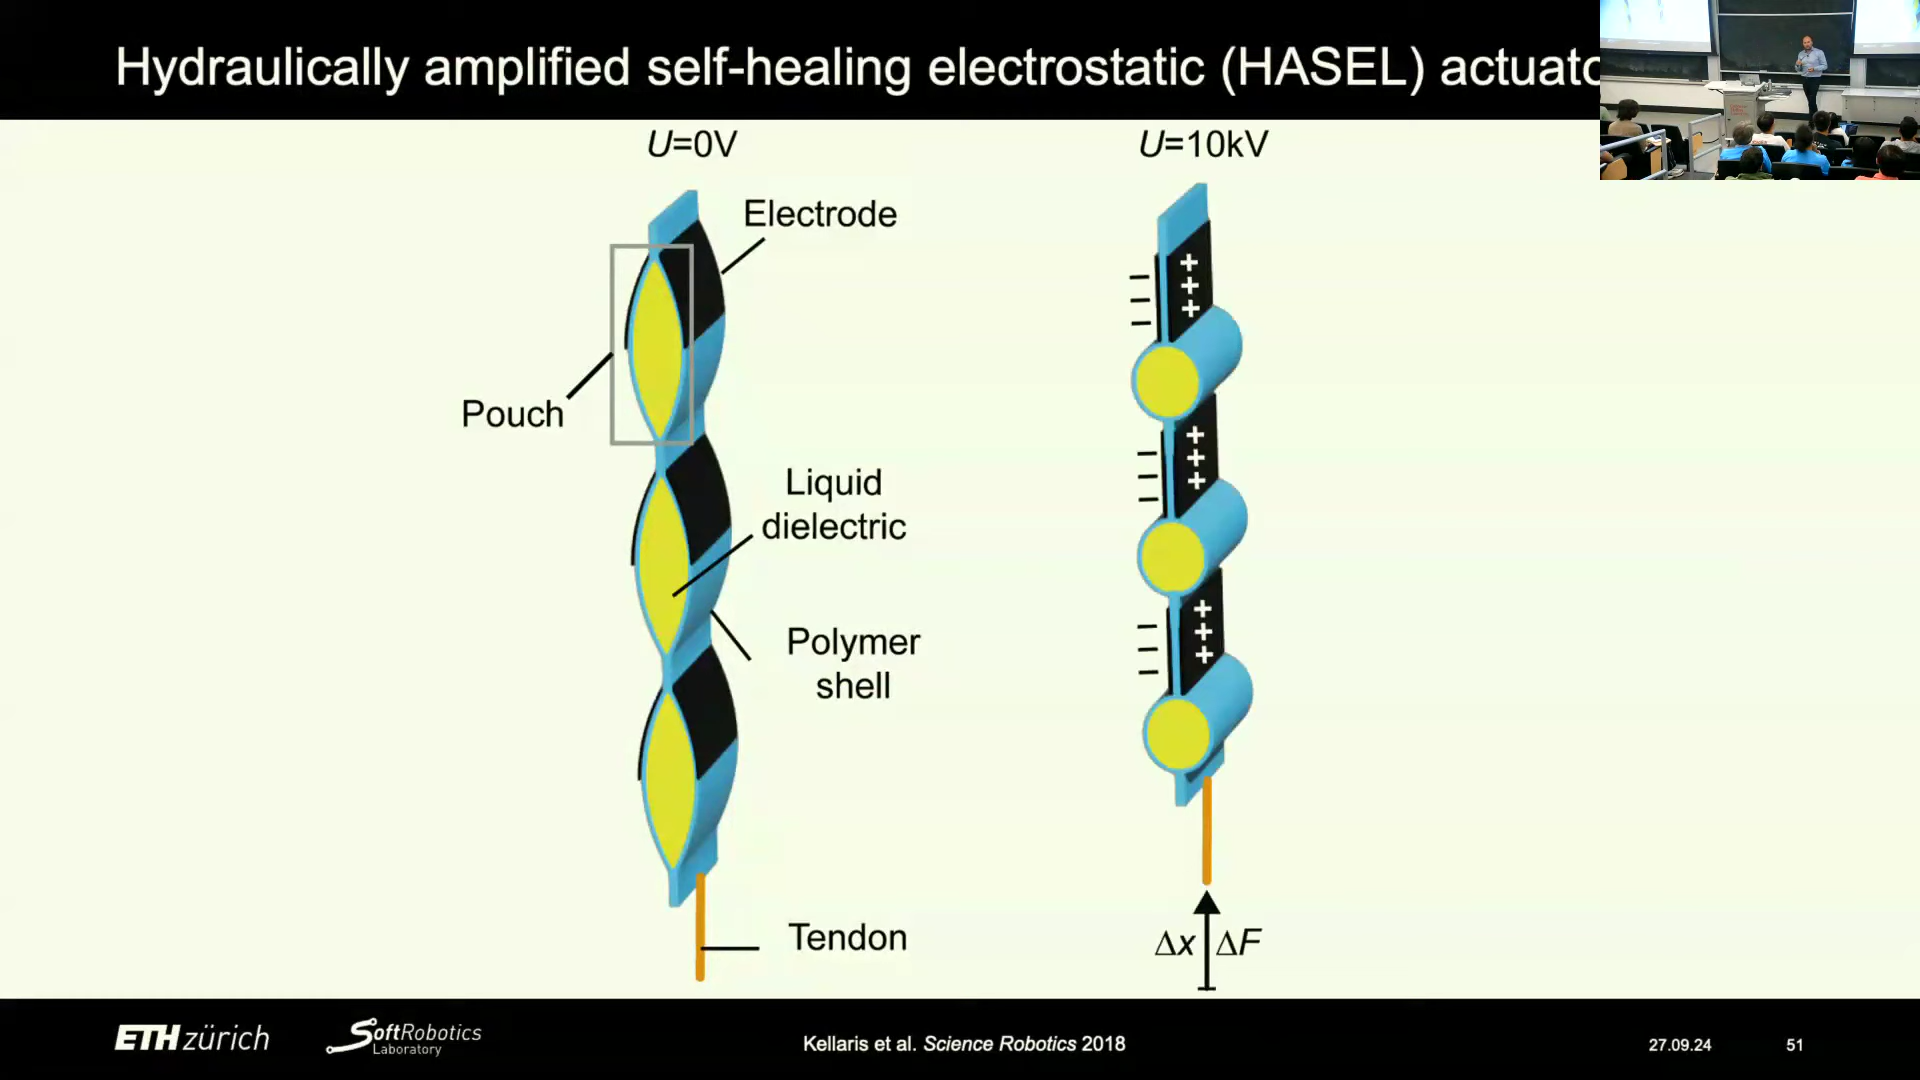 Hydraulically amplified self-healing electrostatic (HASEL)
U=0V
U=10kV
Electrode
Pouch
Liquid
dielectric
Polymer
shell
Tendon
− − −
+ + +
− − −
+ + +
− − −
+ + +
Δx ΔF
ETH zürich
SoftRobotics
Laboratory
Kellaris et al. Science Robotics 2018
27.09.24
51